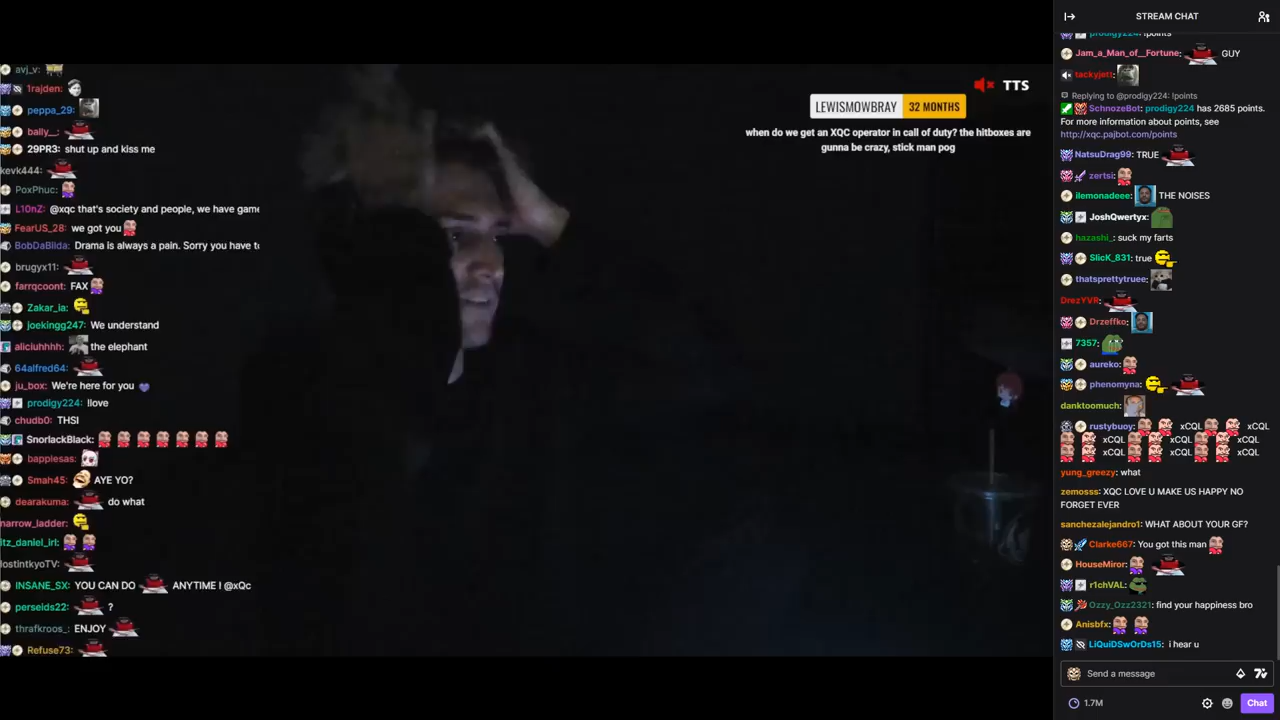 avj_v:
1rajden:
peppa_29:
bally__:
29PR3: shut up and kiss me
kevk444:
PoxPhuc:
L10nZ: @xqc that's society and people, we have game
FearUS_28: we got you
BobDaBilda: Drama is always a pain. Sorry you have to
brugyx11:
farrqcoont: FAX
Zakar_ia:
joekingg247: We understand
aliciuhhhh: the elephant
64alfred64:
ju_box: We're here for you
prodigy224: !love
chudb0: THSI
SnorlackBlack:
bappiesas:
Smah45: AYE YO?
dearakuma: do what
narrow_ladder:
itz_daniel_irl:
lostintkyoTV:
INSANE_SX: YOU CAN DO ANYTIME I @xQc
perselds22: ?
thrafkroos_: ENJOY
Refuse73:
TTS
LEWISMOWBRAY 32 MONTHS
when do we get an XQC operator in call of duty? the hitboxes are
gunna be crazy, stick man pog
STREAM CHAT
prodigy224: !points
Jam_a_Man_of__Fortune: GUY
tackyjett:
Replying to @prodigy224: !points
SchnozeBot: prodigy224 has 2685 points.
For more information about points, see
http://xqc.pajbot.com/points
NatsuDrag99: TRUE
zertsi:
ilemonadeee: THE NOISES
JoshQwertyx:
hazashi_: suck my farts
SlicK_831: true
thatsprettytruee:
DrezYVR:
Drzeffko:
7357:
aureko:
phenomyna:
danktoomuch:
rustybuoy: xCQL xCQL
xCQL xCQL xCQL
xCQL xCQL xCQL
yung_greezy: what
zemosss: XQC LOVE U MAKE US HAPPY NO
FORGET EVER
sanchezalejandro1: WHAT ABOUT YOUR GF?
Clarke667: You got this man
HouseMiror:
r1chVAL:
Ozzy_Ozz2321: find your happiness bro
Anisbfx:
LiQuiDSwOrDs15: i hear u
Send a message
1.7M
Chat